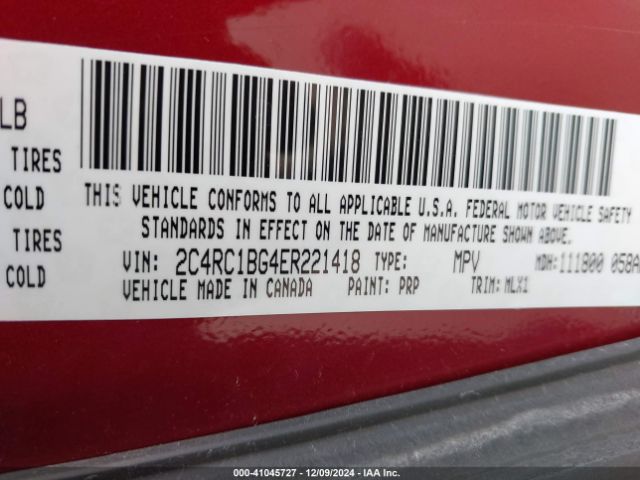 LB
TIRES
COLD
TIRES
COLD
THIS VEHICLE CONFORMS TO ALL APPLICABLE U.S.A. FEDERAL MOTOR VEHICLE SAFETY
STANDARDS IN EFFECT ON THE DATE OF MANUFACTURE SHOWN ABOVE.
VIN: 2C4RC1BG4ER221418 TYPE: MPV MDH:111800 058A
VEHICLE MADE IN CANADA PAINT: PRP TRIM:MLX1
000-41045727 - 12/09/2024 - IAA Inc.